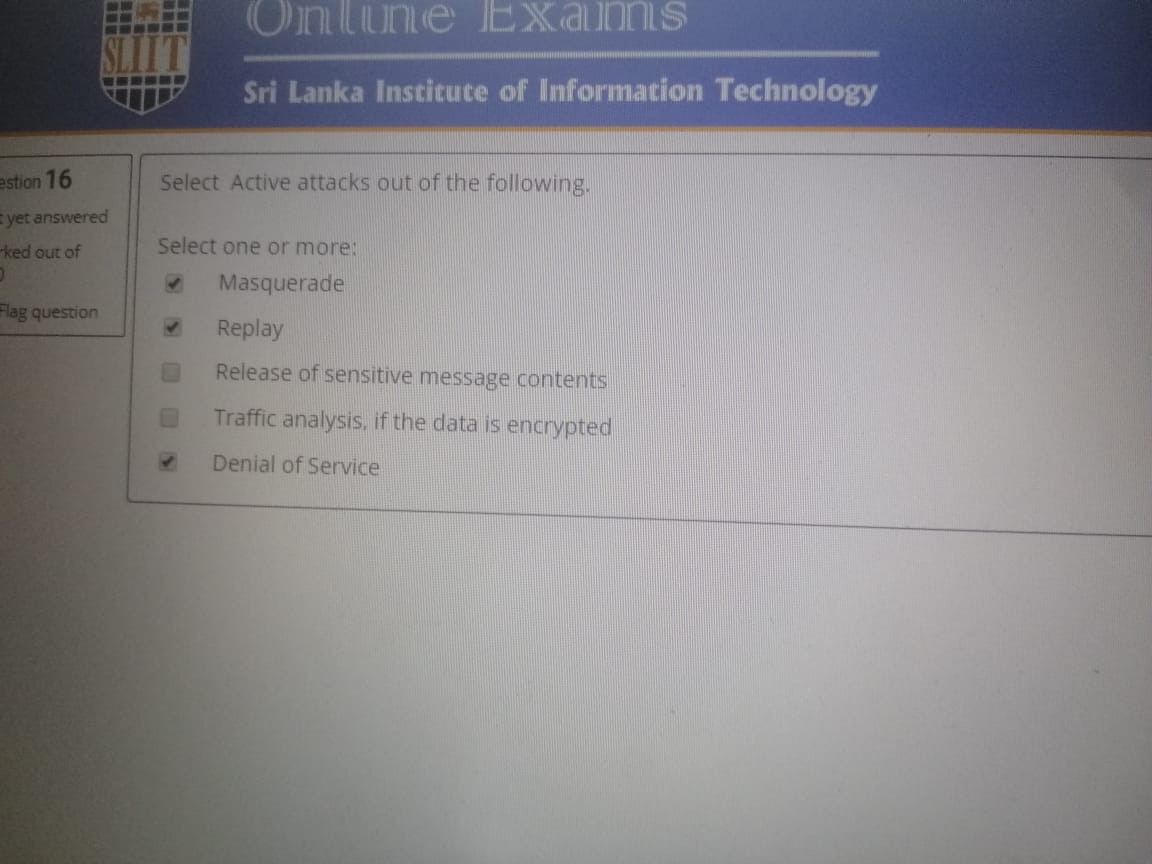 Online Exams
SLIIT
Sri Lanka Institute of Information Technology
estion 16
t yet answered
rked out of
0
Flag question
Select Active attacks out of the following.
Select one or more:
Masquerade
Replay
Release of sensitive message contents
Traffic analysis, if the data is encrypted
Denial of Service